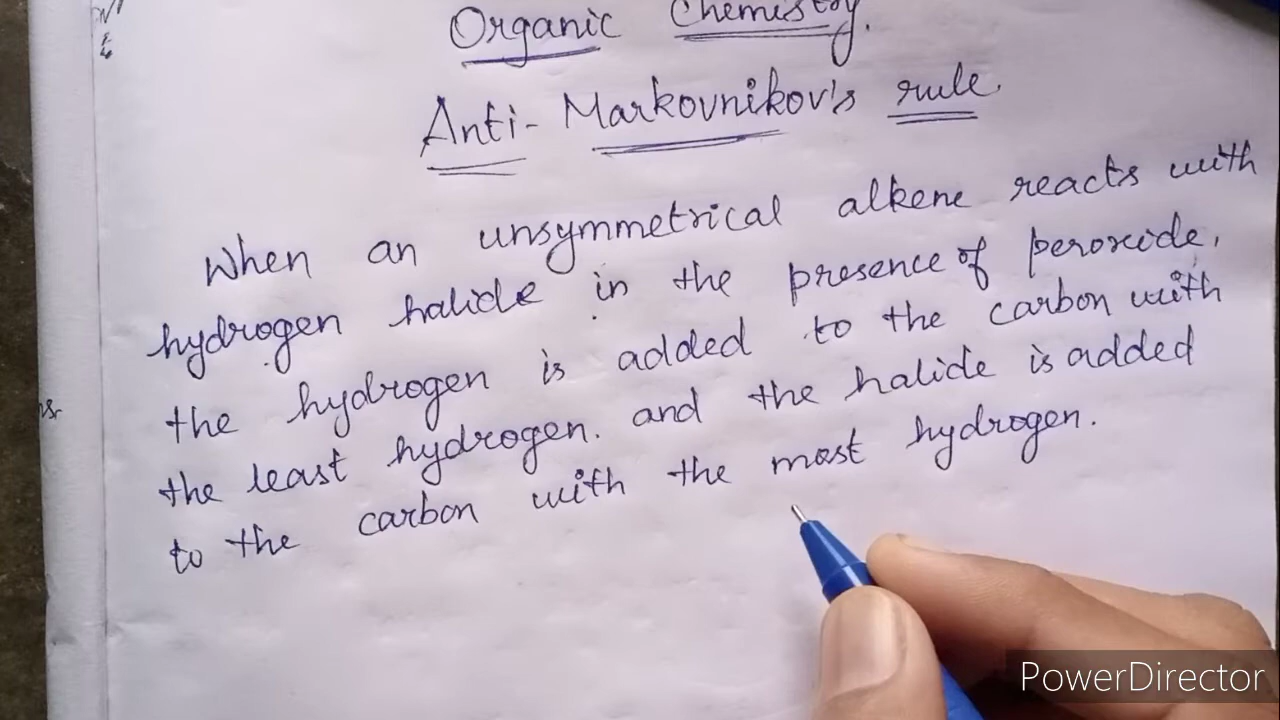 Organic Chemistry.
Anti-Markovnikov's rule.
When an unsymmetrical alkene reacts with
hydrogen halide in the presence of peroxide,
the hydrogen is added to the carbon with
the least hydrogen. and the halide is added
to the carbon with the most hydrogen.
PowerDirector